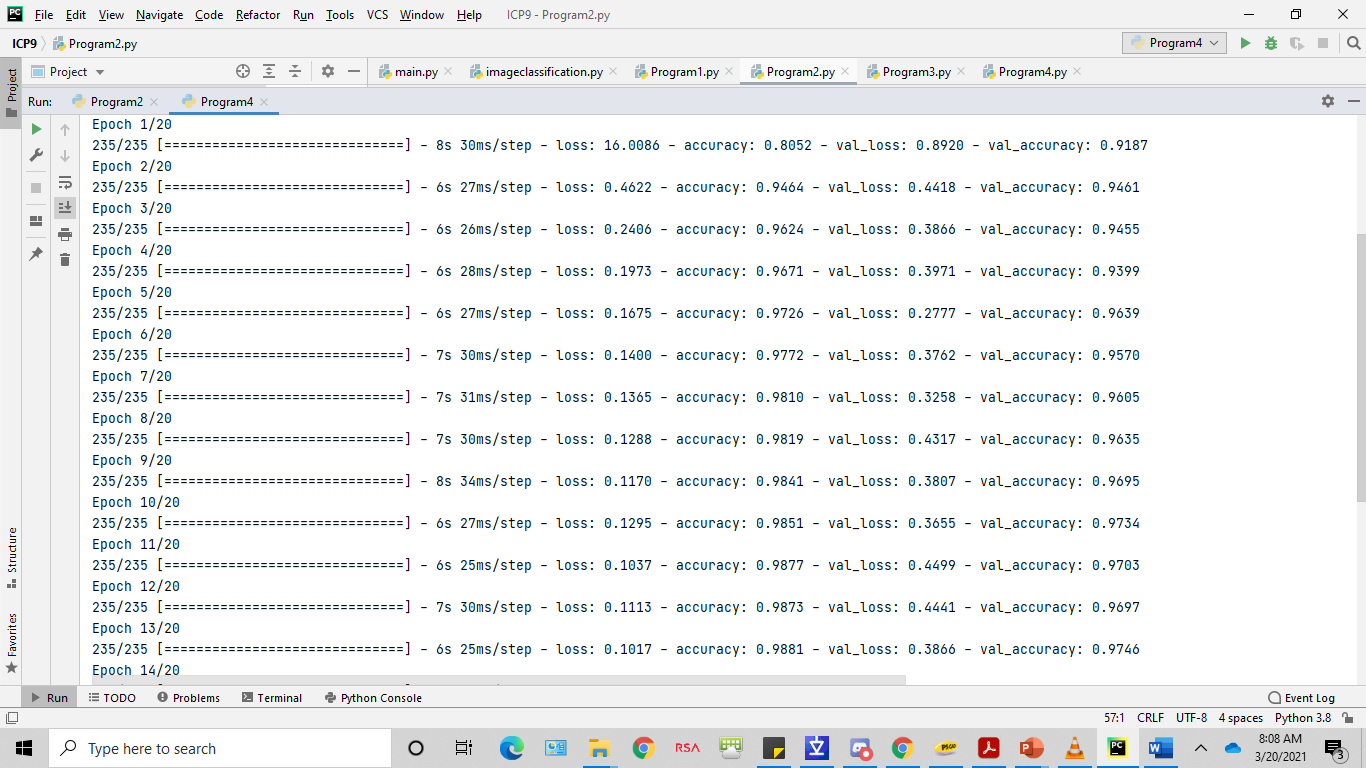 PC File Edit View Navigate Code Refactor Run Tools VCS Window Help ICP9 - Program2.py
ICP9 Program2.py Program4
Project Project main.py imageclassification.py Program1.py Program2.py Program3.py Program4.py
Run: Program2 Program4
Epoch 1/20
235/235 [==============================] - 8s 30ms/step - loss: 16.0086 - accuracy: 0.8052 - val_loss: 0.8920 - val_accuracy: 0.9187
Epoch 2/20
235/235 [==============================] - 6s 27ms/step - loss: 0.4622 - accuracy: 0.9464 - val_loss: 0.4418 - val_accuracy: 0.9461
Epoch 3/20
235/235 [==============================] - 6s 26ms/step - loss: 0.2406 - accuracy: 0.9624 - val_loss: 0.3866 - val_accuracy: 0.9455
Epoch 4/20
235/235 [==============================] - 6s 28ms/step - loss: 0.1973 - accuracy: 0.9671 - val_loss: 0.3971 - val_accuracy: 0.9399
Epoch 5/20
235/235 [==============================] - 6s 27ms/step - loss: 0.1675 - accuracy: 0.9726 - val_loss: 0.2777 - val_accuracy: 0.9639
Epoch 6/20
235/235 [==============================] - 7s 30ms/step - loss: 0.1400 - accuracy: 0.9772 - val_loss: 0.3762 - val_accuracy: 0.9570
Epoch 7/20
235/235 [==============================] - 7s 31ms/step - loss: 0.1365 - accuracy: 0.9810 - val_loss: 0.3258 - val_accuracy: 0.9605
Epoch 8/20
235/235 [==============================] - 7s 30ms/step - loss: 0.1288 - accuracy: 0.9819 - val_loss: 0.4317 - val_accuracy: 0.9635
Epoch 9/20
235/235 [==============================] - 8s 34ms/step - loss: 0.1170 - accuracy: 0.9841 - val_loss: 0.3807 - val_accuracy: 0.9695
Epoch 10/20
235/235 [==============================] - 6s 27ms/step - loss: 0.1295 - accuracy: 0.9851 - val_loss: 0.3655 - val_accuracy: 0.9734
Epoch 11/20
235/235 [==============================] - 6s 25ms/step - loss: 0.1037 - accuracy: 0.9877 - val_loss: 0.4499 - val_accuracy: 0.9703
Epoch 12/20
235/235 [==============================] - 7s 30ms/step - loss: 0.1113 - accuracy: 0.9873 - val_loss: 0.4441 - val_accuracy: 0.9697
Epoch 13/20
235/235 [==============================] - 6s 25ms/step - loss: 0.1017 - accuracy: 0.9881 - val_loss: 0.3866 - val_accuracy: 0.9746
Epoch 14/20
Structure
Favorites
Run TODO Problems Terminal Python Console Event Log
57:1 CRLF UTF-8 4 spaces Python 3.8
Type here to search RSA PC 8:08 AM
3/20/2021 3